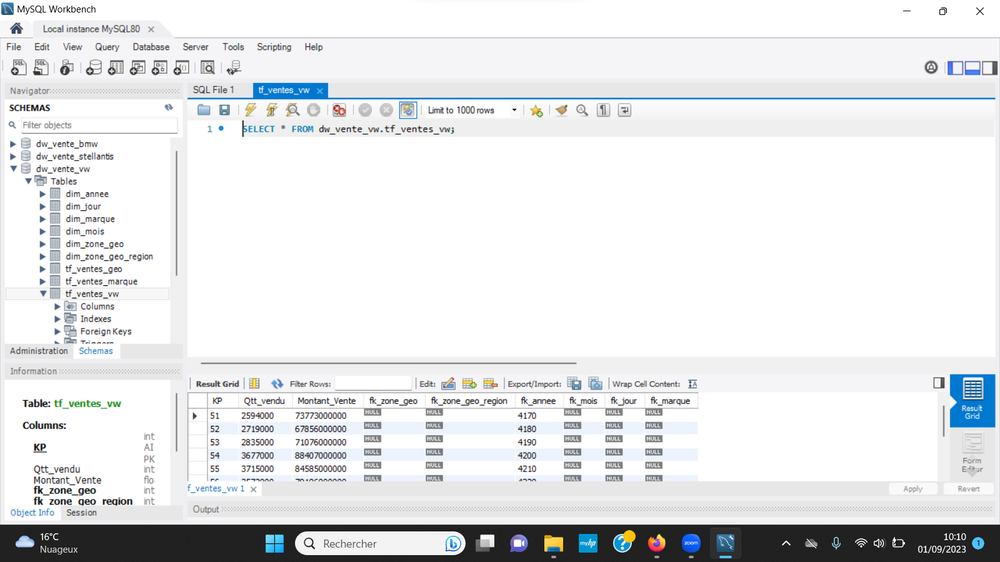 MySQL Workbench
Local instance MySQL80
File Edit View Query Database Server Tools Scripting Help
Navigator
SCHEMAS
Filter objects
dw_vente_bmw
dw_vente_stellantis
dw_vente_vw
Tables
dim_annee
dim_jour
dim_marque
dim_mois
dim_zone_geo
dim_zone_geo_region
tf_ventes_geo
tf_ventes_marque
tf_ventes_vw
Columns
Indexes
Foreign Keys
Triggers
Administration Schemas
Information
Table: tf_ventes_vw
Columns:
KP int AI PK
Qtt_vendu int
Montant_Vente flo
fk_zone_geo int
fk_zone_geo_region int
Object Info Session
SQL File 1 tf_ventes_vw
Limit to 1000 rows
1 SELECT * FROM dw_vente_vw.tf_ventes_vw;
Result Grid Filter Rows: Edit: Export/Import: Wrap Cell Content:
KP Qtt_vendu Montant_Vente fk_zone_geo fk_zone_geo_region fk_annee fk_mois fk_jour fk_marque
51 2594000 73773000000 NULL NULL 4170 NULL NULL NULL
52 2719000 67856000000 NULL NULL 4180 NULL NULL NULL
53 2835000 71076000000 NULL NULL 4190 NULL NULL NULL
54 3677000 88407000000 NULL NULL 4200 NULL NULL NULL
55 3715000 84585000000 NULL NULL 4210 NULL NULL NULL
NULL NULL NULL NULL NULL
Result Grid
Form Editor
f_ventes_vw 1
Apply Revert
Output
16°C
Nuageux
Rechercher
myhp
zoom
10:10
01/09/2023
1